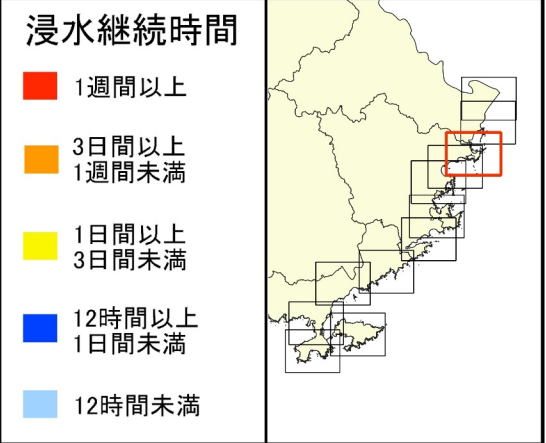 浸水継続時間
1週間以上
3日間以上
1週間未満
1日間以上
3日間未満
12時間以上
1日間未満
12時間未満